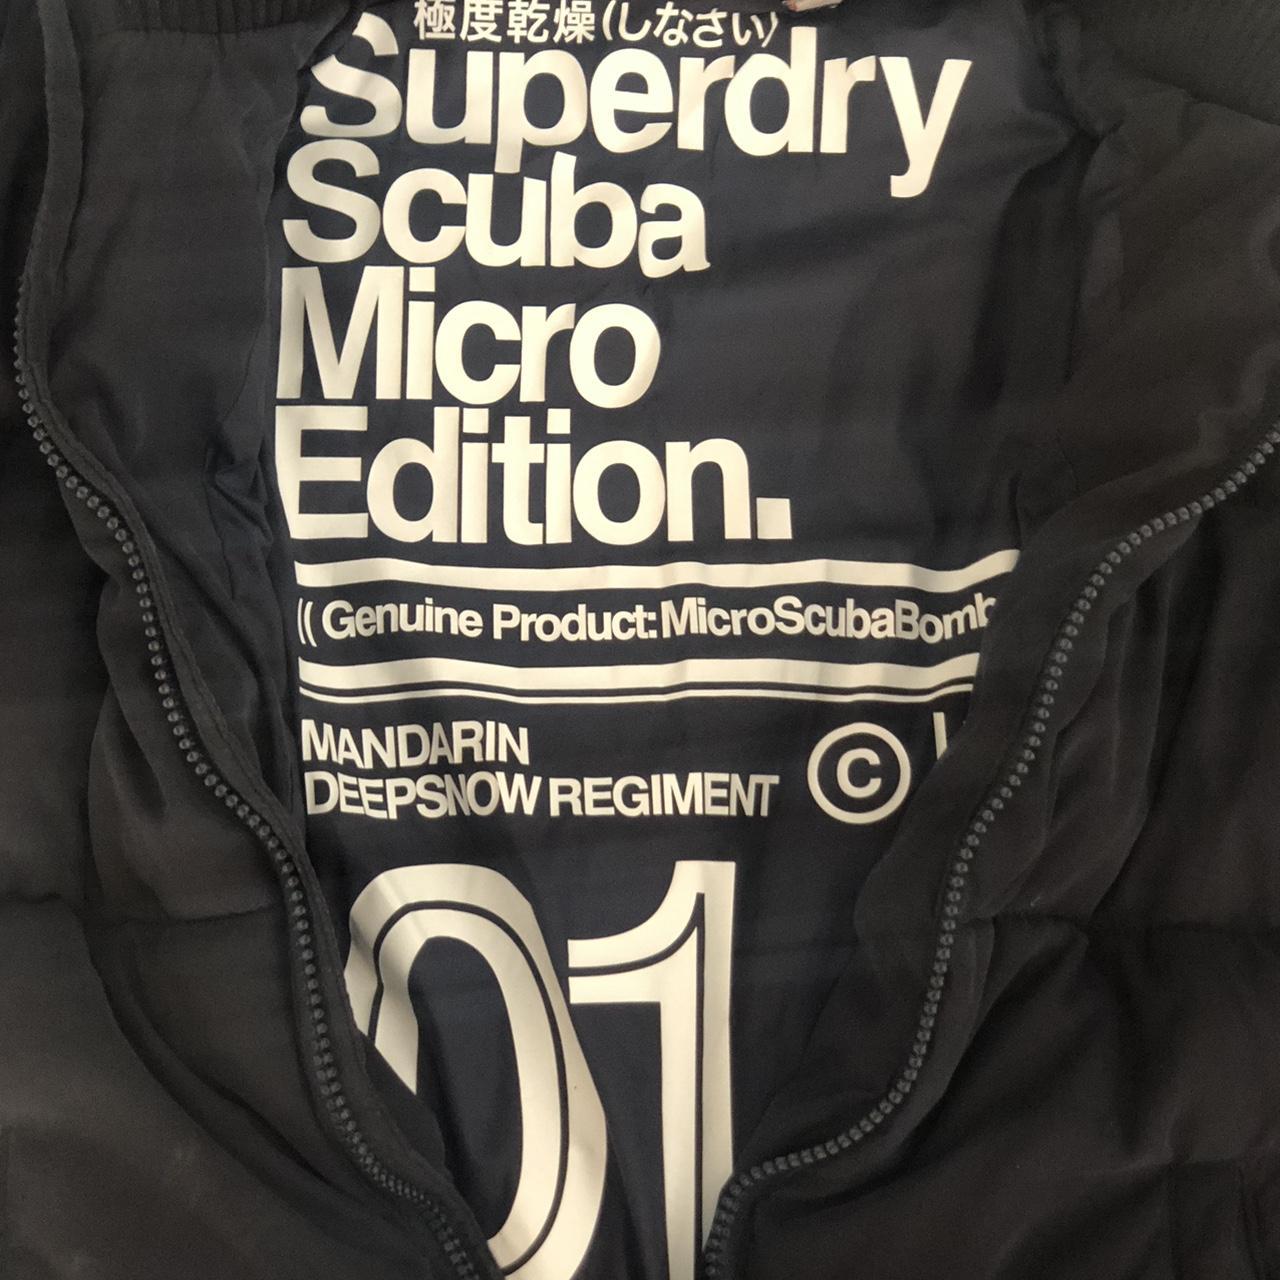 極度乾燥(しなさい)
Superdry
Scuba
Micro
Edition.
(( Genuine Product: MicroScubaBomb
MANDARIN
DEEPSNOW REGIMENT ©
01